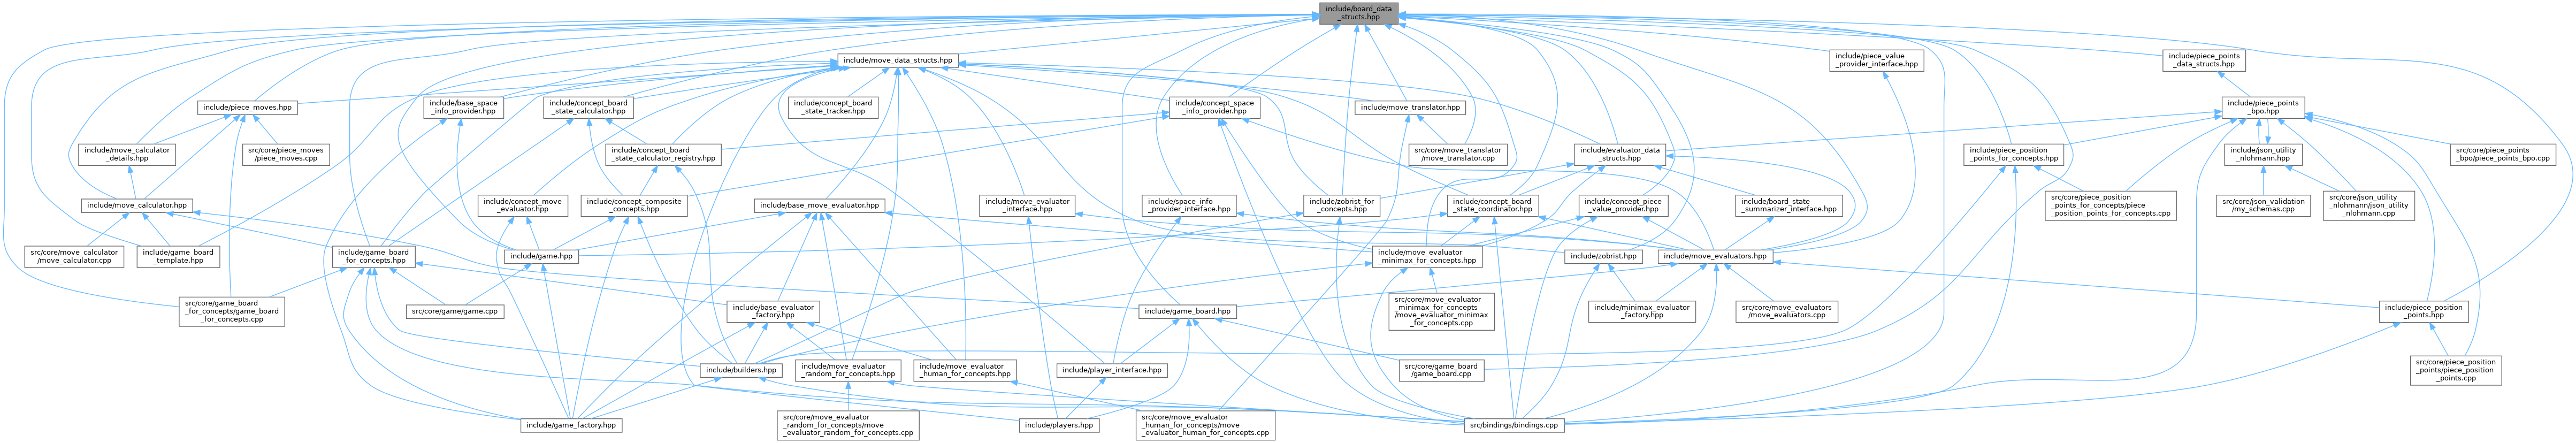 include/board_data
_structs.hpp
include/move_data_structs.hpp
include/piece_value
_provider_interface.hpp
include/piece_points
_data_structs.hpp
include/piece_moves.hpp
include/base_space
_info_provider.hpp
include/concept_board
_state_calculator.hpp
include/concept_board
_state_tracker.hpp
include/concept_space
_info_provider.hpp
include/move_translator.hpp
include/piece_points
_bpo.hpp
include/move_calculator
_details.hpp
src/core/piece_moves
/piece_moves.cpp
include/concept_board
_state_calculator_registry.hpp
src/core/move_translator
/move_translator.cpp
include/evaluator_data
_structs.hpp
include/piece_position
_points_for_concepts.hpp
include/json_utility
_nlohmann.hpp
src/core/piece_points
_bpo/piece_points_bpo.cpp
include/move_calculator.hpp
include/concept_move
_evaluator.hpp
include/concept_composite
_concepts.hpp
include/base_move_evaluator.hpp
include/move_evaluator
_interface.hpp
include/space_info
_provider_interface.hpp
include/zobrist_for
_concepts.hpp
include/concept_board
_state_coordinator.hpp
include/concept_piece
_value_provider.hpp
include/board_state
_summarizer_interface.hpp
src/core/piece_position
_points_for_concepts/piece
_position_points_for_concepts.cpp
src/core/json_validation
/my_schemas.cpp
src/core/json_utility
_nlohmann/json_utility
_nlohmann.cpp
src/core/move_calculator
/move_calculator.cpp
include/game_board
_template.hpp
include/game_board
_for_concepts.hpp
include/game.hpp
include/move_evaluator
_minimax_for_concepts.hpp
include/zobrist.hpp
include/move_evaluators.hpp
src/core/game_board
_for_concepts/game_board
_for_concepts.cpp
src/core/game/game.cpp
include/base_evaluator
_factory.hpp
include/game_board.hpp
src/core/move_evaluator
_minimax_for_concepts
/move_evaluator_minimax
_for_concepts.cpp
include/minimax_evaluator
_factory.hpp
src/core/move_evaluators
/move_evaluators.cpp
include/piece_position
_points.hpp
include/builders.hpp
include/move_evaluator
_random_for_concepts.hpp
include/move_evaluator
_human_for_concepts.hpp
include/player_interface.hpp
src/core/game_board
/game_board.cpp
src/core/piece_position
_points/piece_position
_points.cpp
include/game_factory.hpp
src/core/move_evaluator
_random_for_concepts/move
_evaluator_random_for_concepts.cpp
include/players.hpp
src/core/move_evaluator
_human_for_concepts/move
_evaluator_human_for_concepts.cpp
src/bindings/bindings.cpp